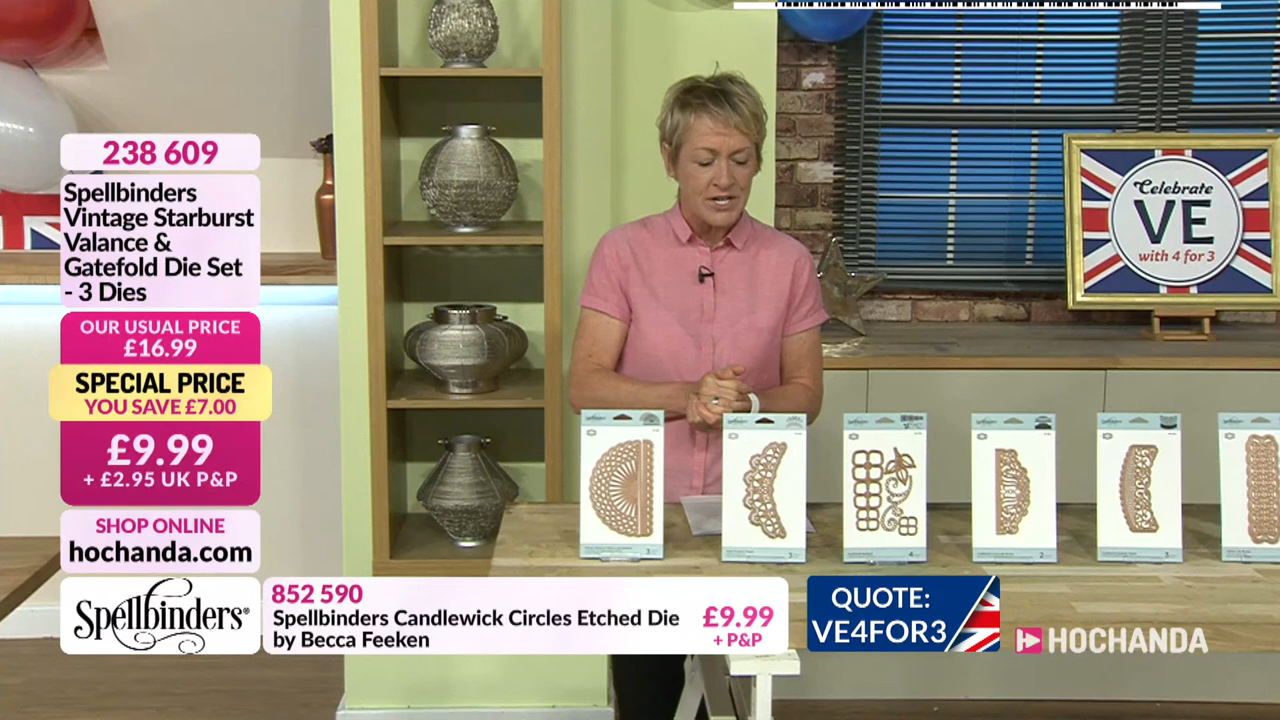 238 609
Spellbinders
Vintage Starburst
Valance &
Gatefold Die Set
- 3 Dies
OUR USUAL PRICE
£16.99
SPECIAL PRICE
YOU SAVE £7.00
£9.99
+ £2.95 UK P&P
SHOP ONLINE
hochanda.com
Spellbinders®
852 590
Spellbinders Candlewick Circles Etched Die
by Becca Feeken
£9.99
+ P&P
QUOTE:
VE4FOR3
HOCHANDA
Celebrate
VE
with 4 for 3